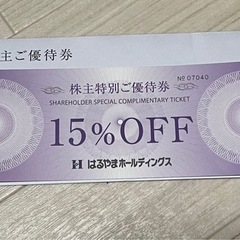 主ご優待券
株主特別ご優待券
№07040
SHAREHOLDER SPECIAL COMPLIMENTARY TICKET
15%OFF
はるやまホールディングス